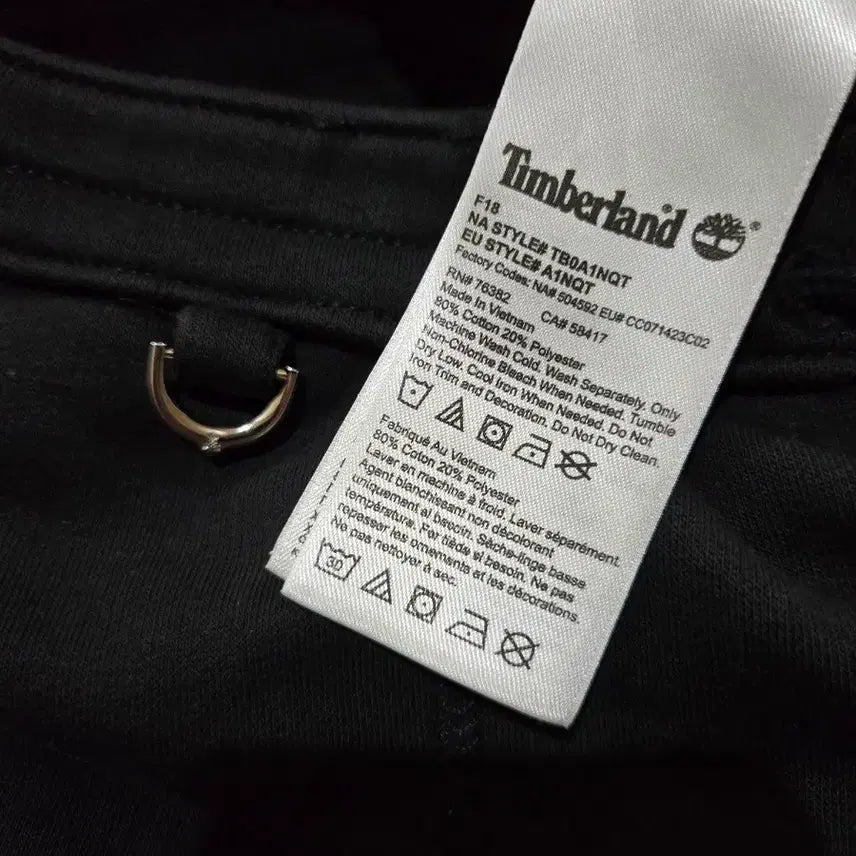 Timberland®
®
F18
NA STYLE# TB0A1NQT
EU STYLE# A1NQT
Factory Codes: NA# 504592 EU# CC071423C02
RN# 76382 CA# 58417
Made In Vietnam
80% Cotton 20% Polyester
Machine Wash Cold. Wash Separately. Only
Non-Chlorine Bleach When Needed. Tumble
Dry Low. Cool Iron When Needed. Do Not
Iron Trim and Decoration. Do Not Dry Clean.
Fabriqué Au Vietnam
80% Coton 20% Polyester
Laver en machine à froid. Laver séparément.
Agent blanchissant non décolorant
uniquement si besoin. Sèche-linge basse
température. Fer tiède si besoin. Ne pas
repasser les ornements et les décorations.
Ne pas nettoyer à sec.
30